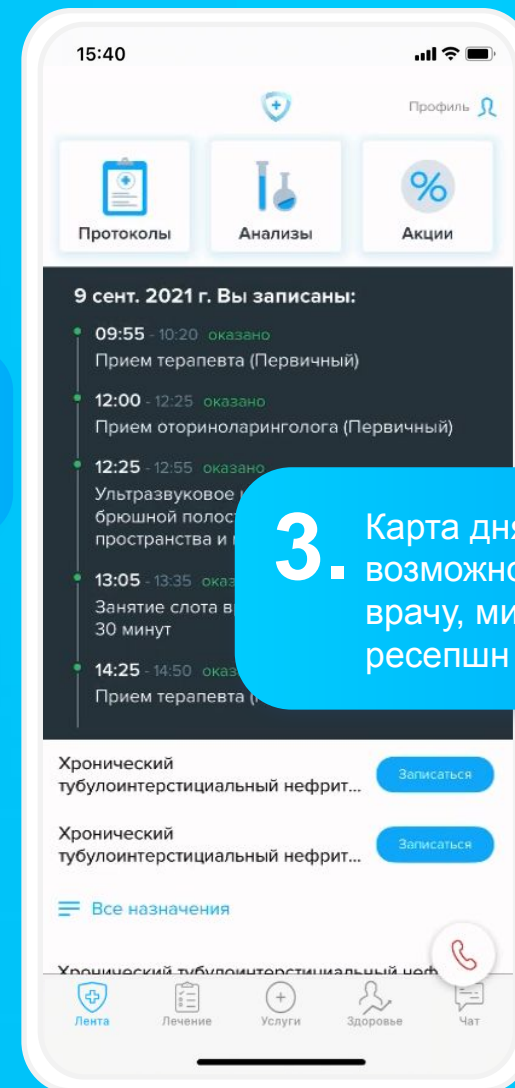 15:40
Профиль
Протоколы
Анализы
Акции
9 сент. 2021 г. Вы записаны:
09:55 - 10:20 оказано
Прием терапевта (Первичный)
12:00 - 12:25 оказано
Прием оториноларинголога (Первичный)
12:25 - 12:55 оказано
Ультразвуковое
брюшной
пространства и
13:05 - 13:35
Занятие слота
30 минут
14:25 - 14:50
Прием терапевта
3.
Карта дня
врачу,
ресепшн
Хронический
тубулоинтерстициальный нефрит...
Записаться
Хронический
тубулоинтерстициальный нефрит...
Записаться
Все назначения
Хронический тубулоинтерстициальный
Лента
Лечение
Услуги
Здоровье
Чат